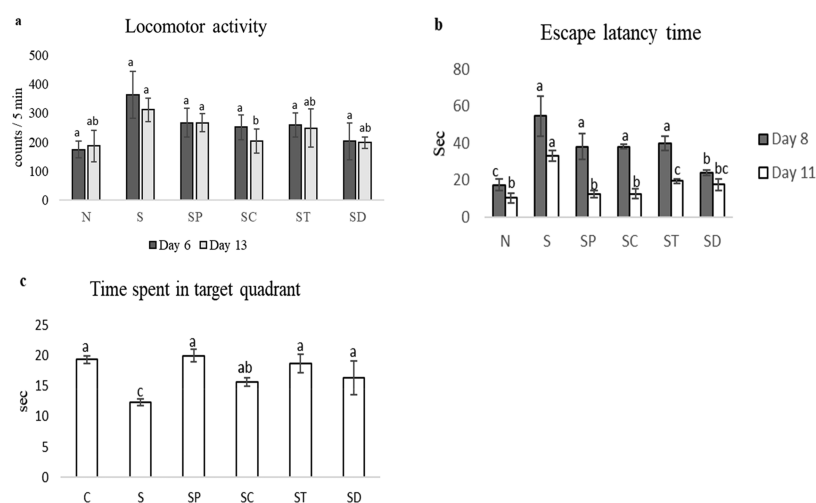 a
Locomotor activity
counts / 5 min
500
400
300
200
100
0
a ab a a a a a b a ab a a
N S SP SC ST SD
Day 6 Day 13
b
Escape latancy time
Sec
80
60
40
20
0
c b a a a b a b a c b bc
N S SP SC ST SD
Day 8
Day 11
c
Time spent in target quadrant
sec
25
20
15
10
5
0
a c a ab a a
C S SP SC ST SD